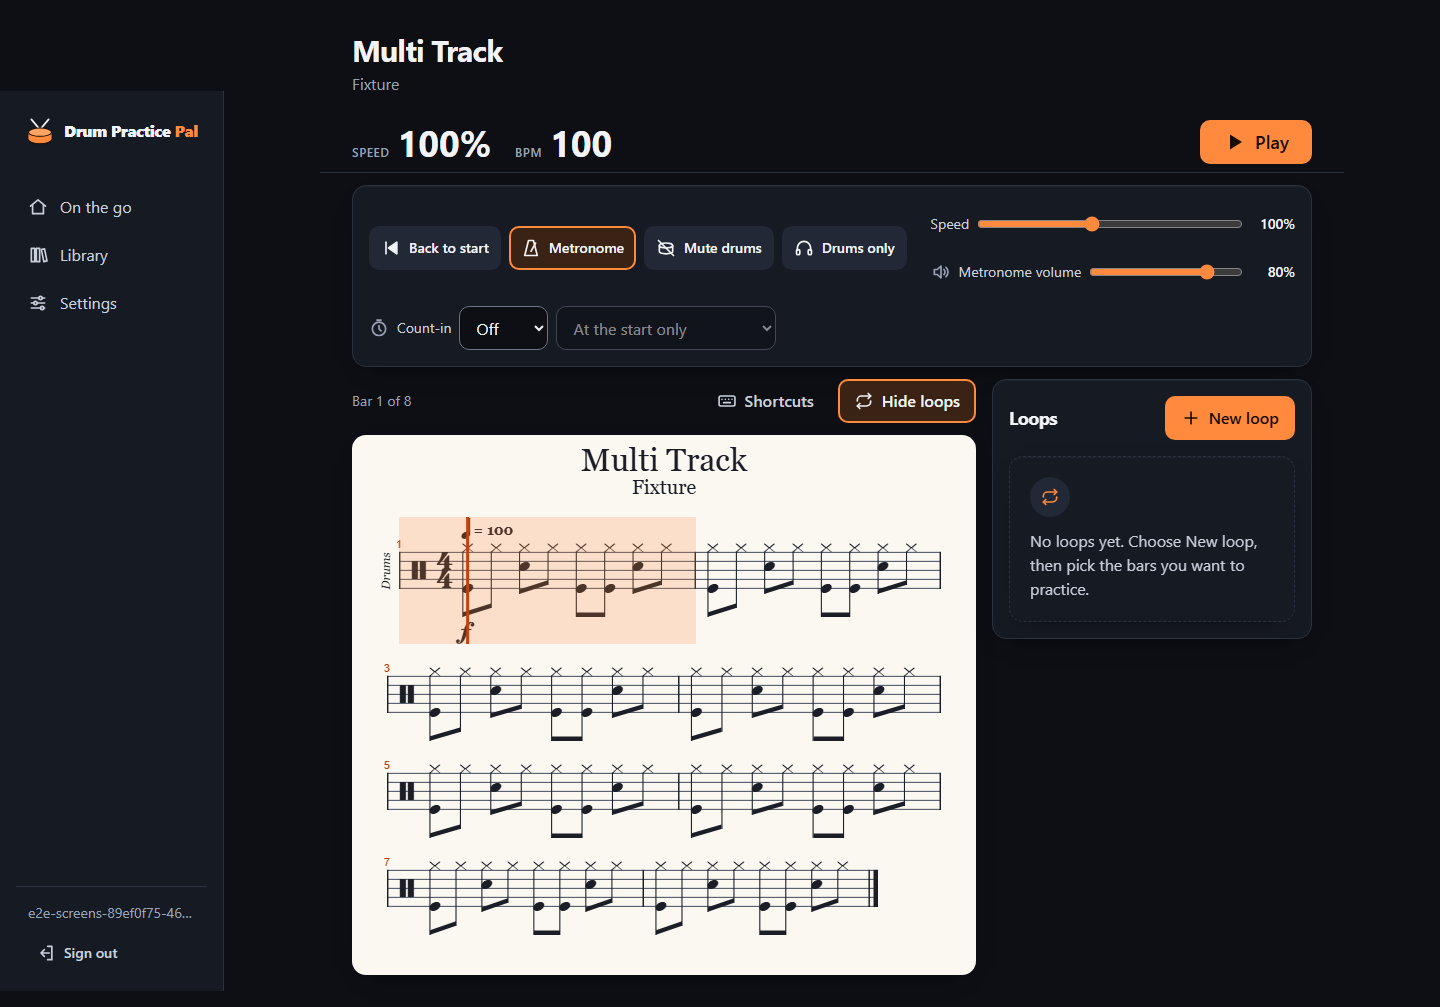 Multi Track
Fixture
Drum Practice Pal
On the go
Library
Settings
e2e-screens-89ef0f75-46...
Sign out
SPEED 100% BPM 100
Play
Back to start
Metronome
Mute drums
Drums only
Speed 100%
Metronome volume 80%
Count-in Off At the start only
Bar 1 of 8
Shortcuts
Hide loops
Loops
New loop
No loops yet. Choose New loop,
then pick the bars you want to
practice.
Multi Track
Fixture
= 100
1
Drums
4
4
f
3
5
7